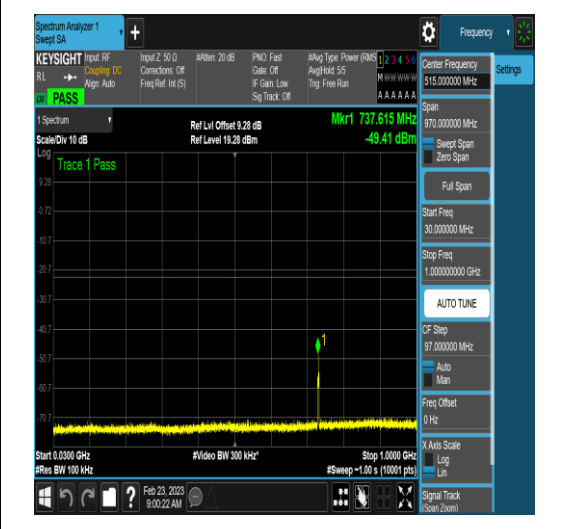 Spectrum Analyzer 1
Swept SA
+
Frequency
KEYSIGHT
Input: RF
Coupling: DC
Align: Auto
Input Z: 50 Ω
Corrections: Off
Freq Ref: Int (S)
#Atten: 20 dB
PNO: Fast
Gate: Off
IF Gain: Low
Sig Track: Off
#Avg Type: Power (RMS
Avg|Hold: 5/5
Trig: Free Run
1 2 3 4 5 6
M w w w w w
A A A A A A
RL
PASS
Center Frequency
515.000000 MHz
Settings
Span
970.000000 MHz
Swept Span
Zero Span
Full Span
Start Freq
30.000000 MHz
Stop Freq
1.000000000 GHz
AUTO TUNE
CF Step
97.000000 MHz
Auto
Man
Freq Offset
0 Hz
X Axis Scale
Log
Lin
Signal Track
(Span Zoom)
1 Spectrum
Scale/Div 10 dB
Ref Lvl Offset 9.28 dB
Ref Level 19.28 dBm
Mkr1 737.615 MHz
-49.41 dBm
Log
Trace 1 Pass
9.28
-0.72
-10.7
-20.7
-30.7
-40.7
1
-50.7
-60.7
-70.7
Start 0.0300 GHz
#Video BW 300 kHz*
Stop 1.0000 GHz
#Res BW 100 kHz
#Sweep ~1.00 s (10001 pts)
?
Feb 23, 2023
9:00:22 AM